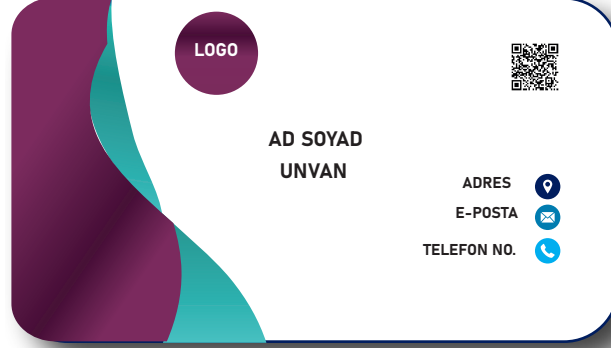 LOGO
AD SOYAD
UNVAN
ADRES
E-POSTA
TELEFON NO.